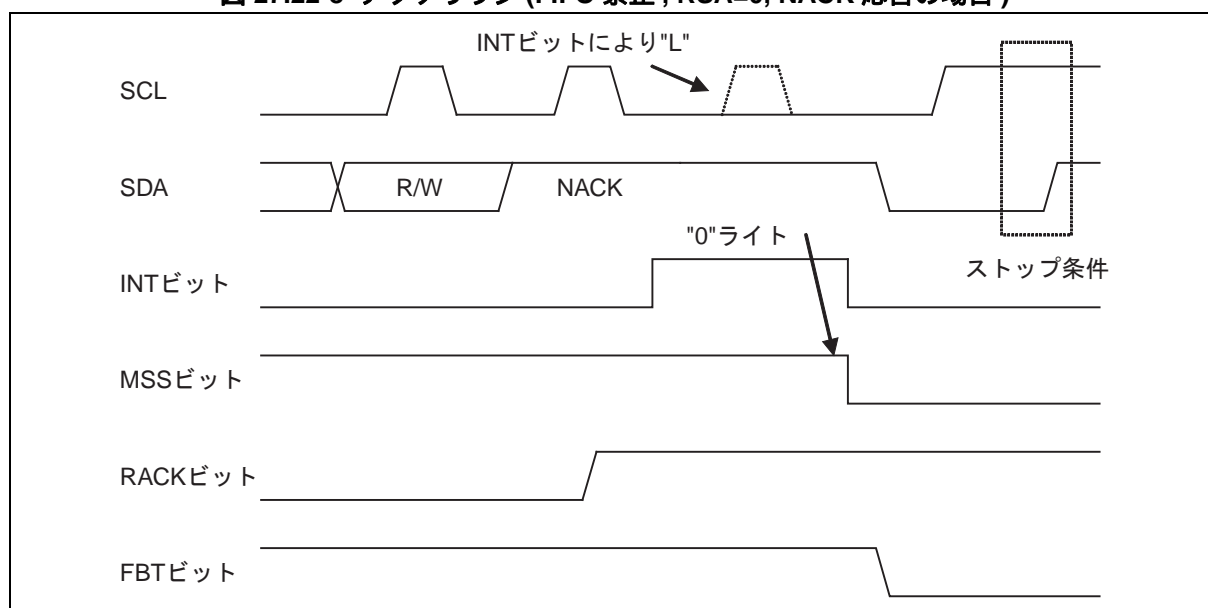 INTビットにより"L"
SCL
SDA
R/W
NACK
"0"ライト
ストップ条件
INTビット
MSSビット
RACKビット
FBTビット